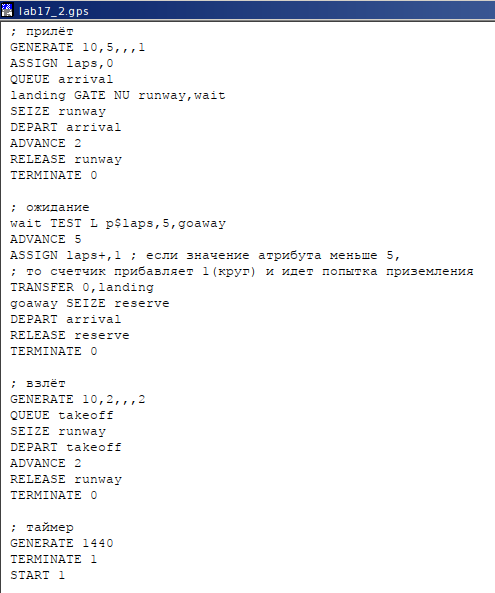 lab17_2.gps
; прилёт
GENERATE 10,5,,,1
ASSIGN laps,0
QUEUE arrival
landing GATE NU runway,wait
SEIZE runway
DEPART arrival
ADVANCE 2
RELEASE runway
TERMINATE 0
; ожидание
wait TEST L p$laps,5,goaway
ADVANCE 5
ASSIGN laps+,1 ; если значение атрибута меньше 5,
; то счетчик прибавляет 1(круг) и идет попытка приземления
TRANSFER 0,landing
goaway SEIZE reserve
DEPART arrival
RELEASE reserve
TERMINATE 0
; взлёт
GENERATE 10,2,,,2
QUEUE takeoff
SEIZE runway
DEPART takeoff
ADVANCE 2
RELEASE runway
TERMINATE 0
; таймер
GENERATE 1440
TERMINATE 1
START 1